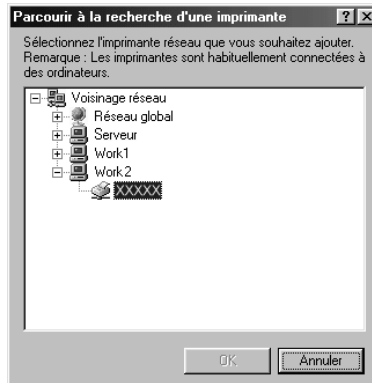 Parcourir à la recherche d'une imprimante
Sélectionnez l'imprimante réseau que vous souhaitez ajouter.
Remarque : Les imprimantes sont habituellement connectées à
des ordinateurs.
Voisinage réseau
Réseau global
Serveur
Work1
Work2
XXXXX
OK
Annuler